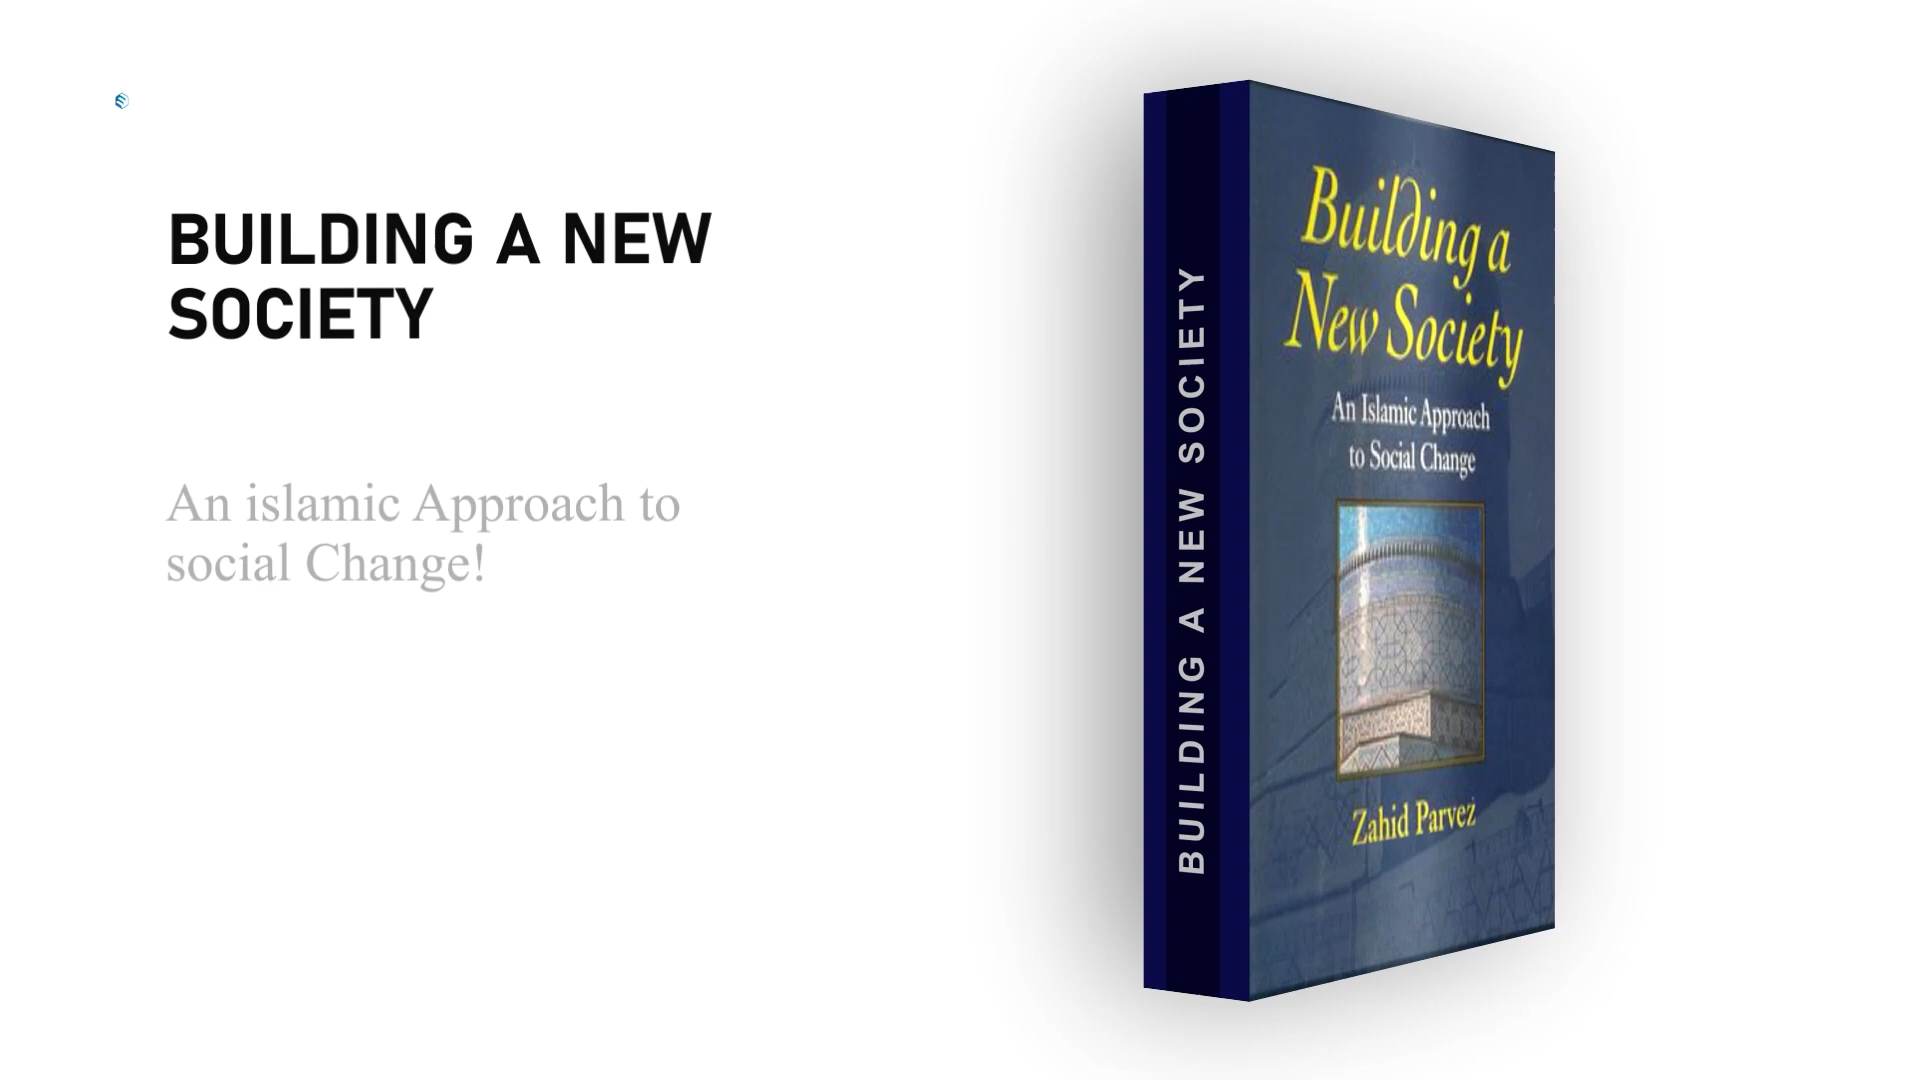 BUILDING A NEW
SOCIETY
An islamic Approach to
social Change!
BUILDING A NEW SOCIETY
Building a
New Society
An Islamic Approach
to Social Change
Zahid Parvez